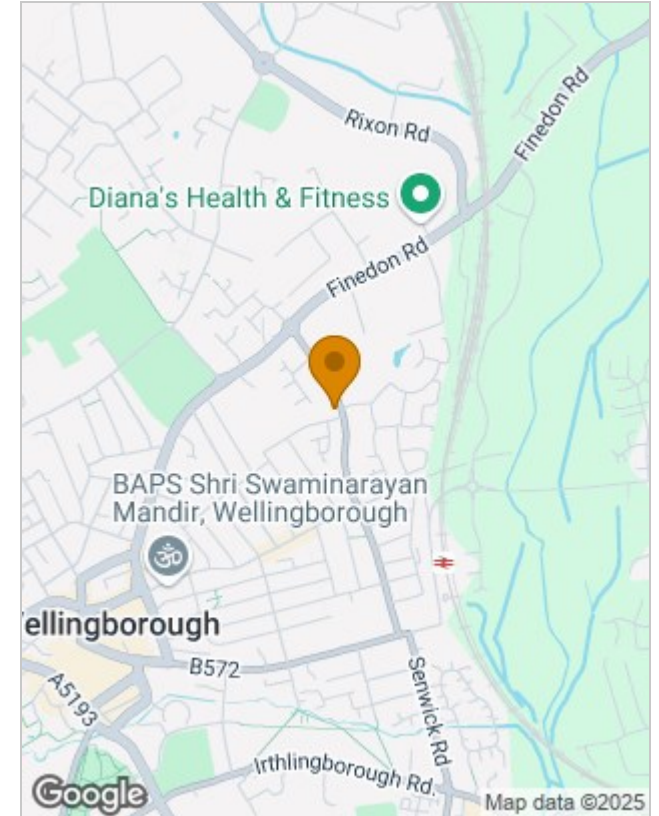 Rixon Rd
Finedon Rd
Diana's Health & Fitness
Finedon Rd
BAPS Shri Swaminarayan
Mandir, Wellingborough
ॐ
ellingborough
B572
A5193
Senwick Rd
Irthlingborough Rd.
Google
Map data ©2025